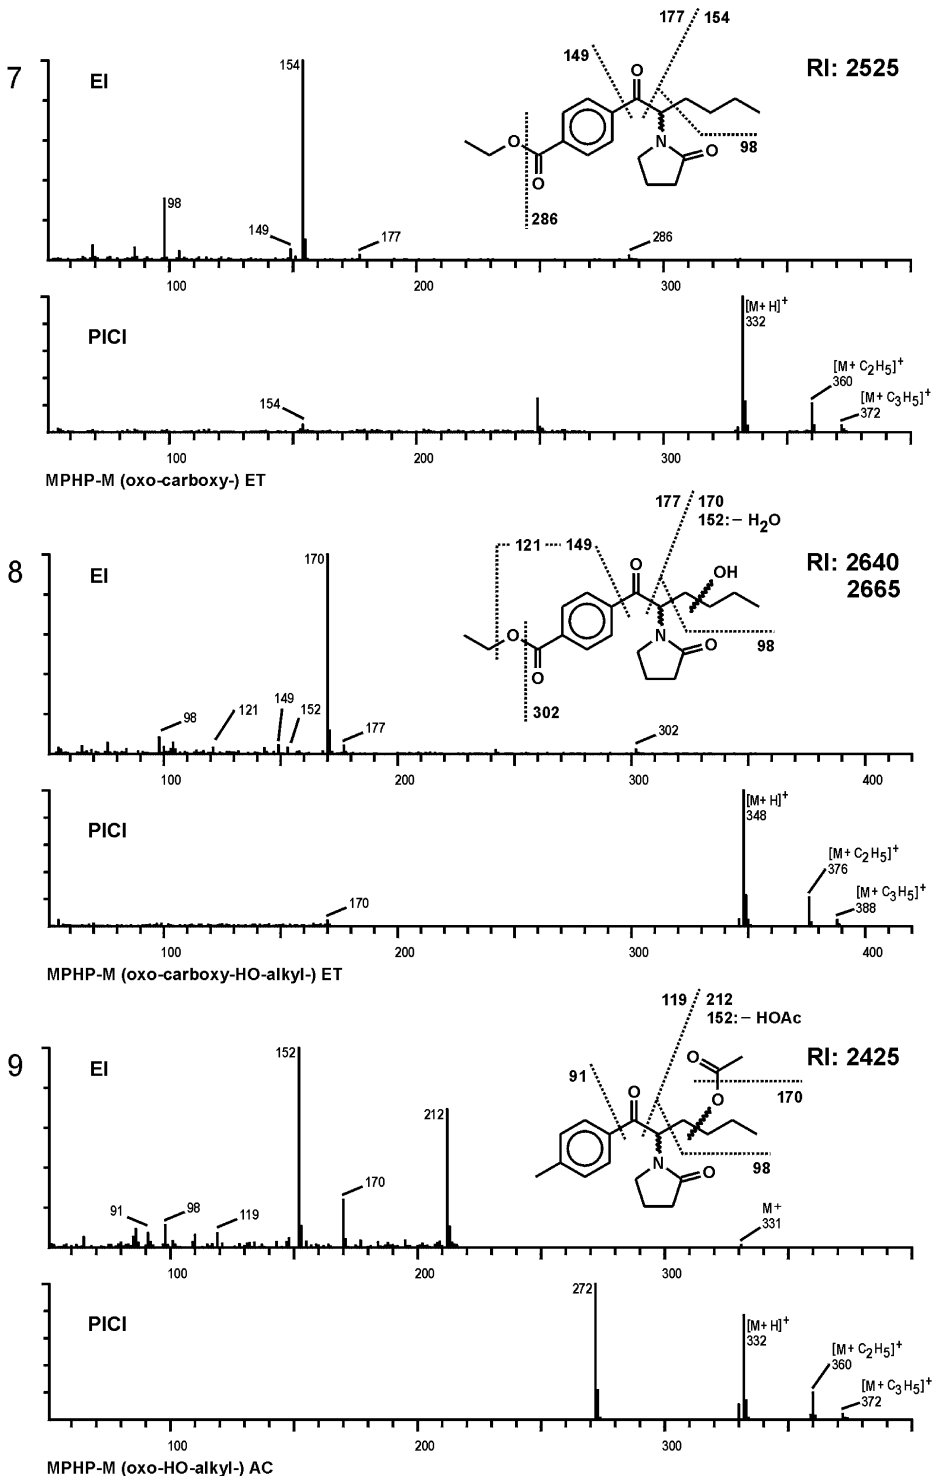 7
EI
RI: 2525
154
98
149
177
286
177 154
149
O
O
O
N
O
98
286
100
200
300
PICI
154
[M+H]+
332
[M+C2H5]+
360
[M+C3H5]+
372
100
200
300
MPHP-M (oxo-carboxy-) ET
8
EI
RI: 2640
2665
170
98
121
149
152
177
302
177 170
152:– H2O
121
149
O
OH
O
O
N
O
98
302
100
200
300
400
PICI
170
[M+H]+
348
[M+C2H5]+
376
[M+C3H5]+
388
100
200
300
400
MPHP-M (oxo-carboxy-HO-alkyl-) ET
9
EI
RI: 2425
152
212
91
98
119
170
M+
331
119 212
152:– HOAc
91
O
O
O
170
N
O
98
100
200
300
PICI
272
[M+H]+
332
[M+C2H5]+
360
[M+C3H5]+
372
100
200
300
MPHP-M (oxo-HO-alkyl-) AC